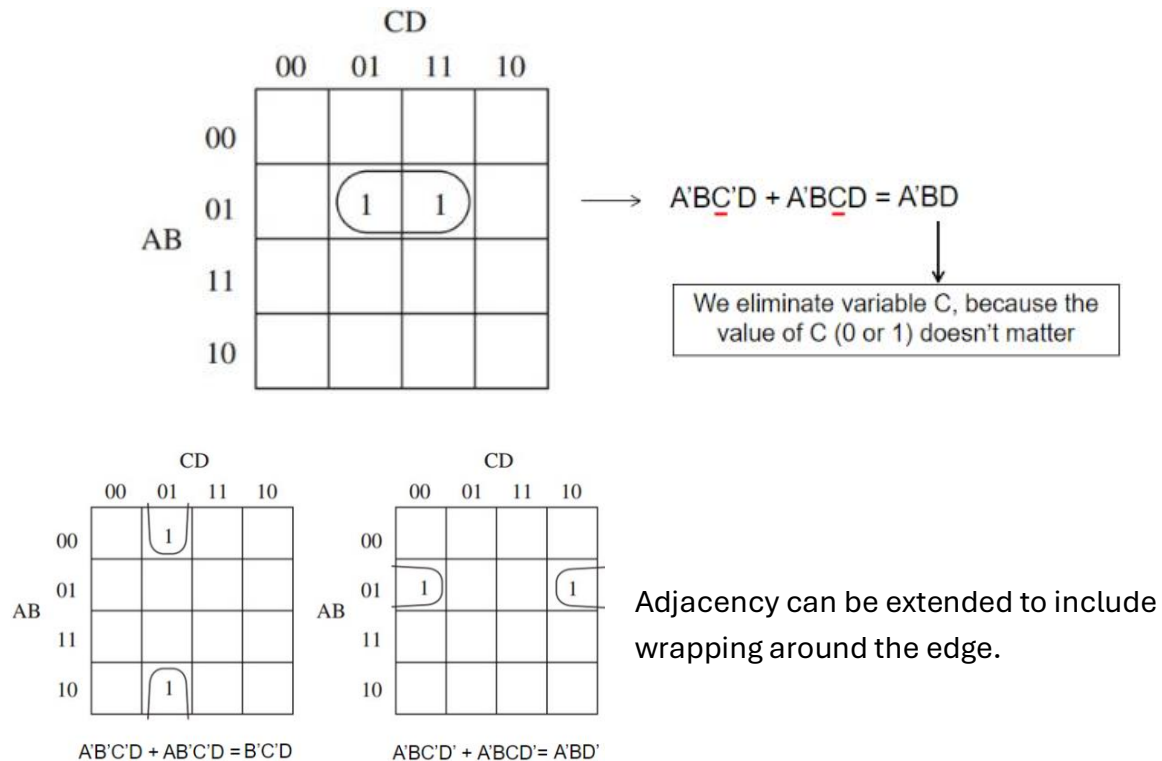 CD
00 01 11 10
00
01 1 1
AB
11
10
A'BC'D + A'BCD = A'BD
We eliminate variable C, because the
value of C (0 or 1) doesn't matter
CD
00 01 11 10
00 1
01
AB
11
10 1
A'B'C'D + AB'C'D = B'C'D
CD
00 01 11 10
00
01 1 1
AB
11
10
A'BC'D' + A'BCD'= A'BD'
Adjacency can be extended to include
wrapping around the edge.